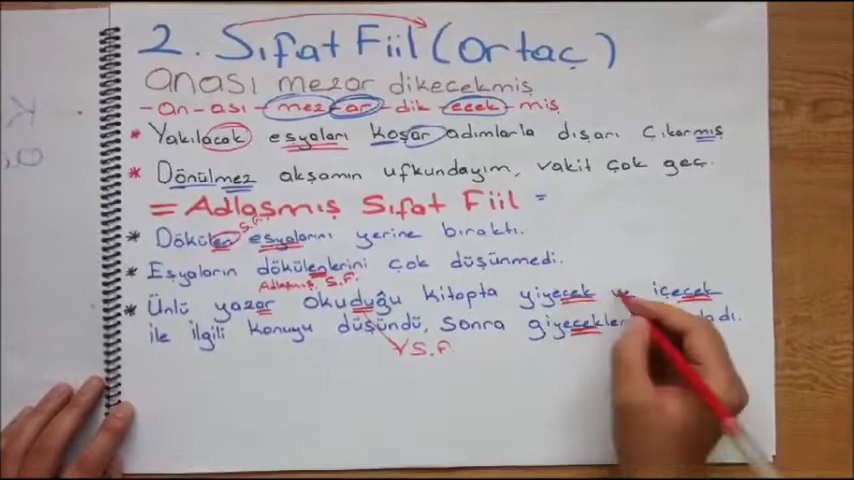 2. Sıfat Fiil (Ortaç)
anası mezar dikecekmiş
-an-ası-mez-ar-dik-ecek-miş
* Yakılacak eşyaları koşar adımlarla dışarı çıkarmış
* Dönülmez akşamın ufkundayım, vakit çok geç.
= Adlaşmış Sıfat Fiil =
S.F.
* Dökülen eşyalarını yerine bıraktı.
* Eşyaların dökülenlerini çok düşünmedi.
Adlaşmış S.F.
* Ünlü yazar okuduğu kitapta yiyecek içecek
ile ilgili konuyu düşündü, sonra
S.F.